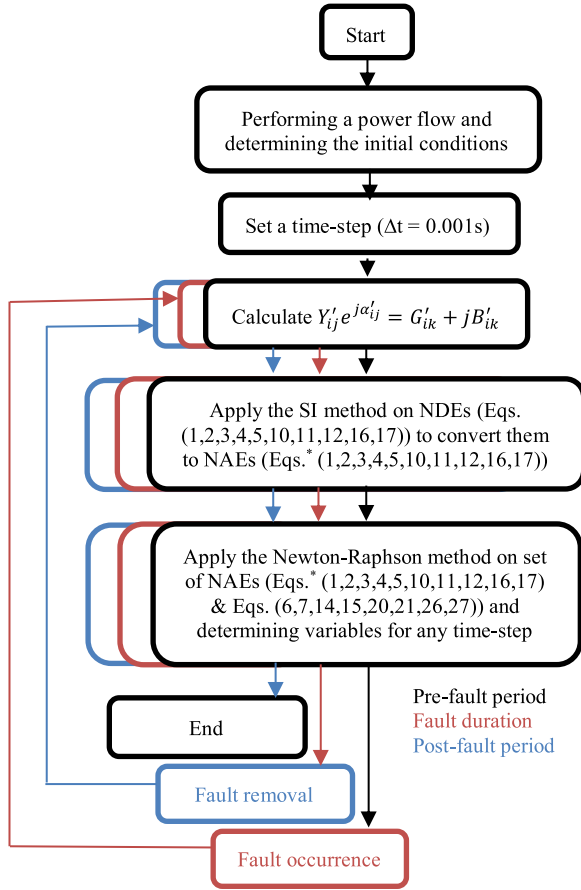 Start
Performing a power flow and
determining the initial conditions
Set a time-step (Δt = 0.001s)
Calculate Y′ᵢⱼe^{jα′ᵢⱼ} = G′ᵢₖ + jB′ᵢₖ
Apply the SI method on NDEs (Eqs.
(1,2,3,4,5,10,11,12,16,17)) to convert them
to NAEs (Eqs.* (1,2,3,4,5,10,11,12,16,17))
Apply the Newton-Raphson method on set
of NAEs (Eqs.* (1,2,3,4,5,10,11,12,16,17)
& Eqs. (6,7,14,15,20,21,26,27)) and
determining variables for any time-step
Pre-fault period
Fault duration
Post-fault period
End
Fault removal
Fault occurrence